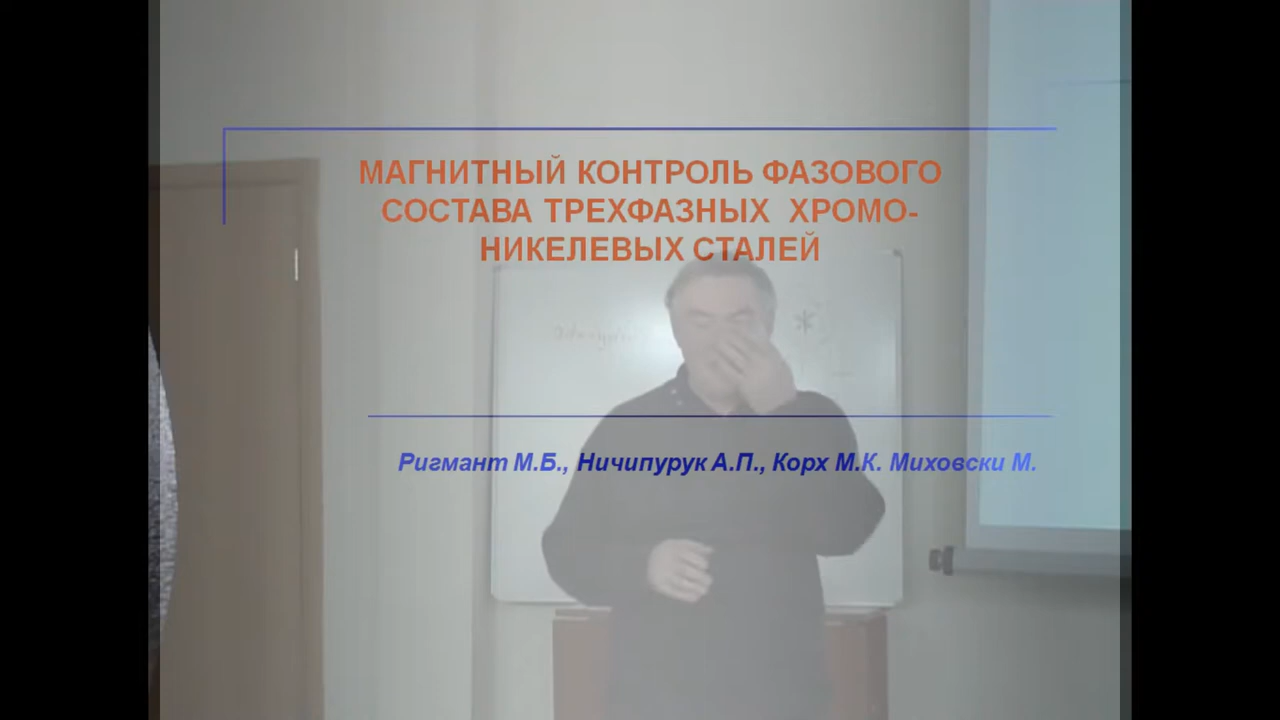 МАГНИТНЫЙ КОНТРОЛЬ ФАЗОВОГО
СОСТАВА ТРЕХФАЗНЫХ ХРОМО-
НИКЕЛЕВЫХ СТАЛЕЙ
Ригмант М.Б., Ничипурук А.П., Корх М.К. Миховски М.